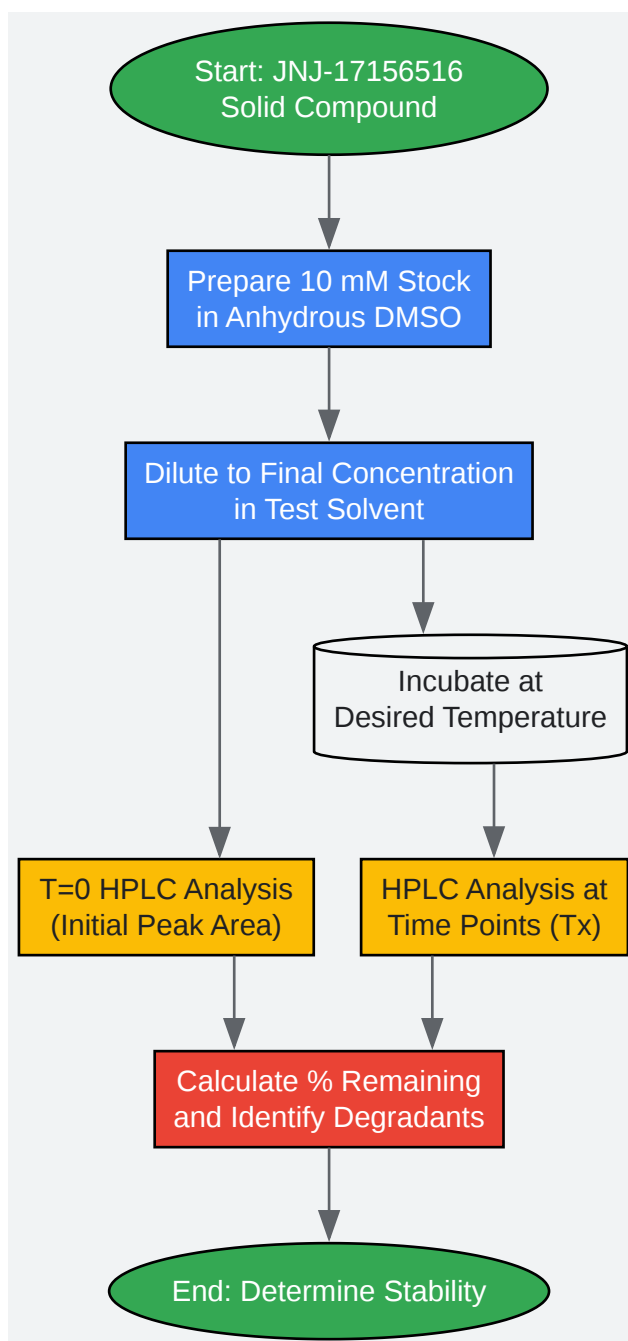 Start: JNJ-17156516
Solid Compound
Prepare 10 mM Stock
in Anhydrous DMSO
Dilute to Final Concentration
in Test Solvent
Incubate at
Desired Temperature
T=0 HPLC Analysis
(Initial Peak Area)
HPLC Analysis at
Time Points (Tx)
Calculate % Remaining
and Identify Degradants
End: Determine Stability